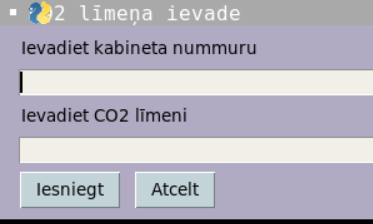 2 līmeņa ievade
Ievadiet kabineta nummuru
Ievadiet CO2 līmeni
Iesniegt
Atcelt